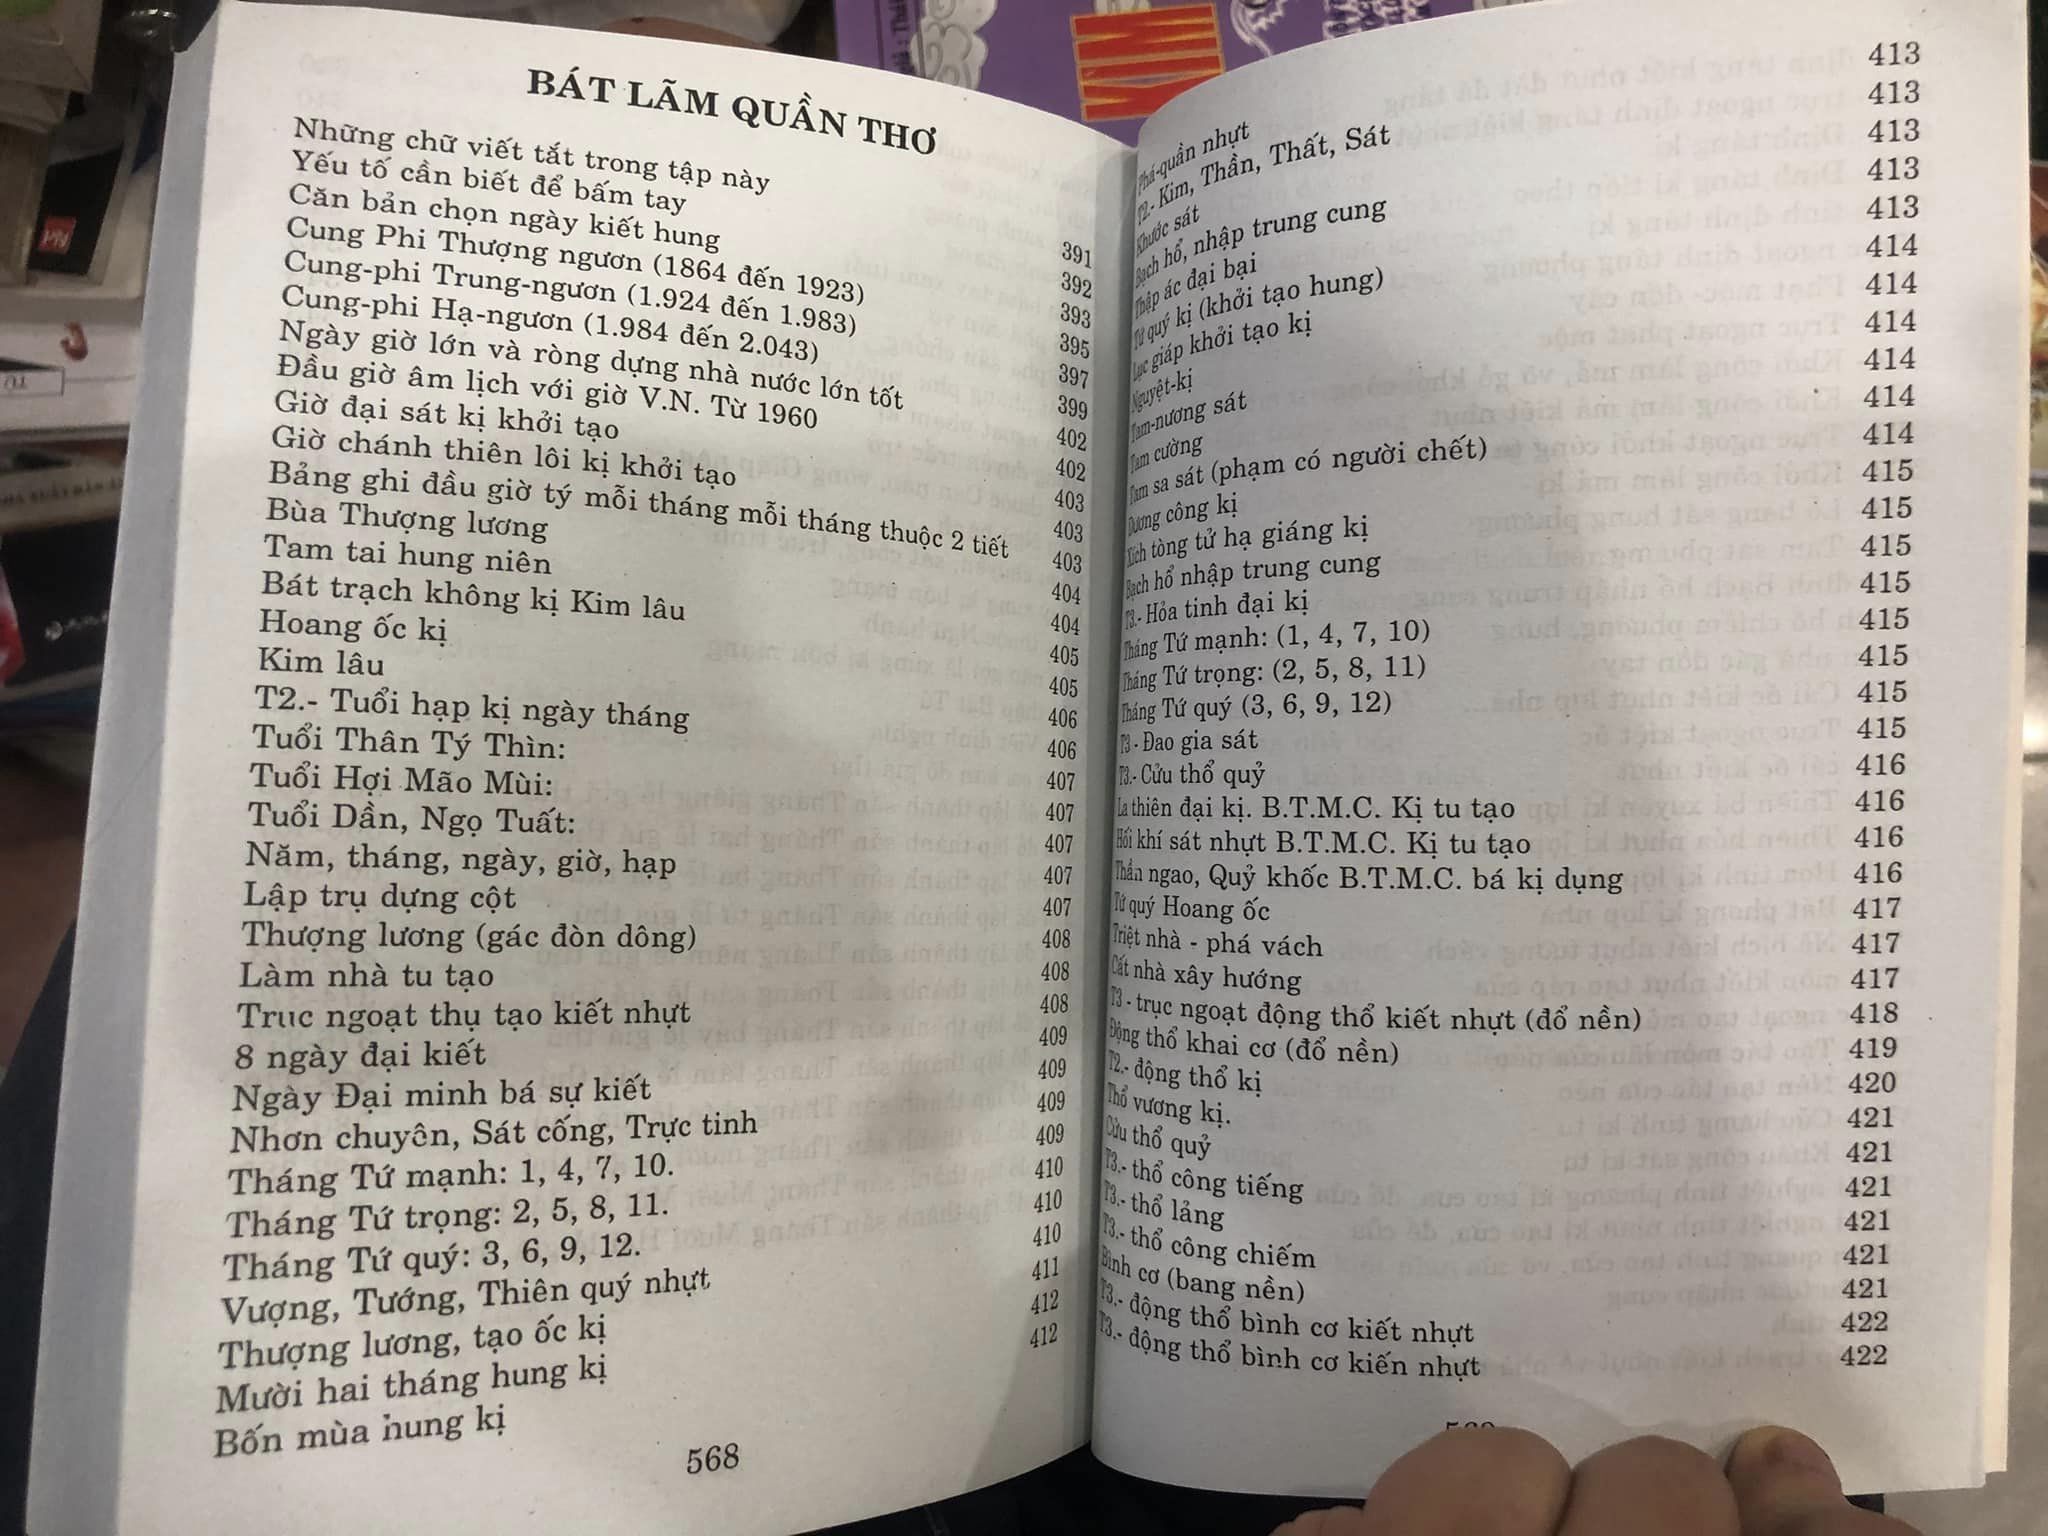 BÁT LÃM QUẦN THƠ
Những chữ viết tắt trong tập này 391
Yếu tố cần biết để bấm tay 392
Căn bản chọn ngày kiết hung 393
Cung Phi Thượng ngươn (1864 đến 1923) 395
Cung-phi Trung-ngươn (1.924 đến 1.983) 397
Cung-phi Hạ-ngươn (1.984 đến 2.043) 399
Ngày giờ lớn và ròng dựng nhà nước lớn tốt 402
Đầu giờ âm lịch với giờ V.N. Từ 1960 402
Giờ đại sát kị khởi tạo 403
Giờ chánh thiên lôi kị khởi tạo 403
Bảng ghi đầu giờ tý mỗi tháng mỗi tháng thuộc 2 tiết 403
Bùa Thượng lương 404
Tam tai hung niên 404
Bát trạch không kị Kim lâu 405
Hoang ốc kị 405
Kim lâu 406
T2.- Tuổi hạp kị ngày tháng 406
Tuổi Thân Tý Thìn: 407
Tuổi Hợi Mão Mùi: 407
Tuổi Dần, Ngọ Tuất: 407
Năm, tháng, ngày, giờ, hạp 407
Lập trụ dựng cột 407
Thượng lương (gác đòn dông) 408
Làm nhà tu tạo 408
Trục ngoạt thụ tạo kiết nhựt 408
8 ngày đại kiết 409
Ngày Đại minh bá sự kiết 409
Nhơn chuyên, Sát cống, Trực tinh 409
Tháng Tứ mạnh: 1, 4, 7, 10. 409
Tháng Tứ trọng: 2, 5, 8, 11. 410
Tháng Tứ quý: 3, 6, 9, 12. 410
Vượng, Tướng, Thiên quý nhựt 410
Thượng lương, tạo ốc kị 411
Mười hai tháng hung kị 412
Bốn mùa hung kị 412
568
Phá-quần nhựt 413
T2.- Kim, Thần, Thất, Sát 413
Khước sát 413
Bạch hổ, nhập trung cung 413
Thập ác đại bại 413
Tứ quý kị (khởi tạo hung) 414
Lục giáp khởi tạo kị 414
Nguyệt-kị 414
Tam-nương sát 414
Tam cường 414
Tam sa sát (phạm có người chết) 414
Dương công kị 415
Xích tòng tử hạ giáng kị 415
Bạch hổ nhập trung cung 415
T3.- Hỏa tinh đại kị 415
Tháng Tứ mạnh: (1, 4, 7, 10) 415
Tháng Tứ trọng: (2, 5, 8, 11) 415
Tháng Tứ quý (3, 6, 9, 12) 415
T3 - Đao gia sát 415
T3.- Cửu thổ quỷ 416
La thiên đại kị. B.T.M.C. Kị tu tạo 416
Hối khí sát nhựt B.T.M.C. Kị tu tạo 416
Thần ngao, Quỷ khốc B.T.M.C. bá kị dụng 416
Tứ quý Hoang ốc 417
Triệt nhà - phá vách 417
Cất nhà xây hướng 417
T3 - trục ngoạt động thổ kiết nhựt (đổ nền) 418
Động thổ khai cơ (đổ nền) 419
T2.- động thổ kị 420
Thổ vương kị. 421
Cửu thổ quỷ 421
T3.- thổ công tiếng 421
T3.- thổ lảng 421
T3.- thổ công chiếm 421
Bình cơ (bang nền) 421
T3.- động thổ bình cơ kiết nhựt 422
T3.- động thổ bình cơ kiến nhựt 422